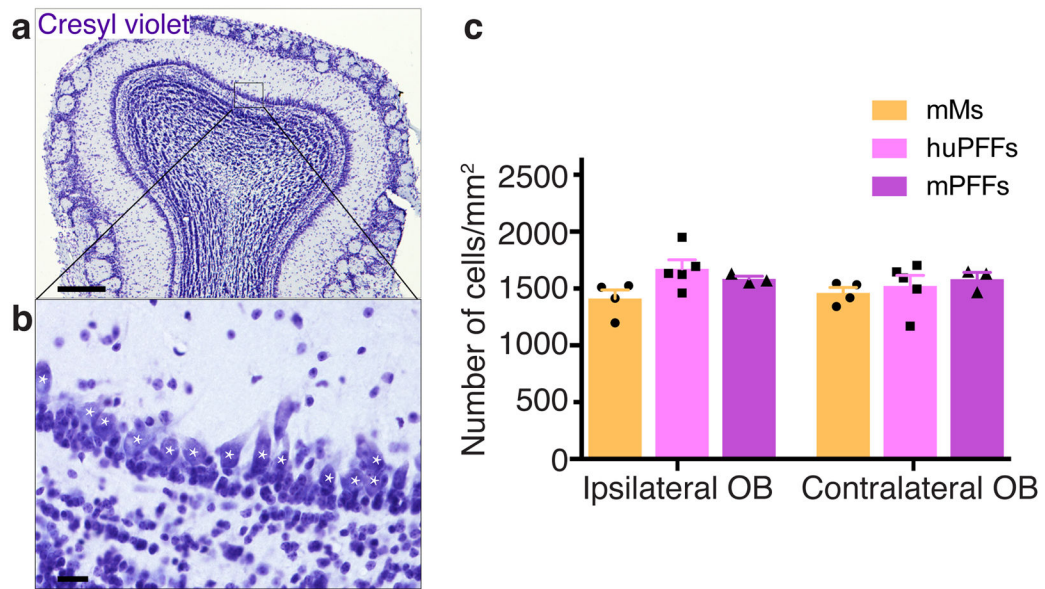 a
Cresyl violet
b
c
mMs
huPFFs
mPFFs
Number of cells/mm²
2500
2000
1500
1000
500
0
Ipsilateral OB
Contralateral OB